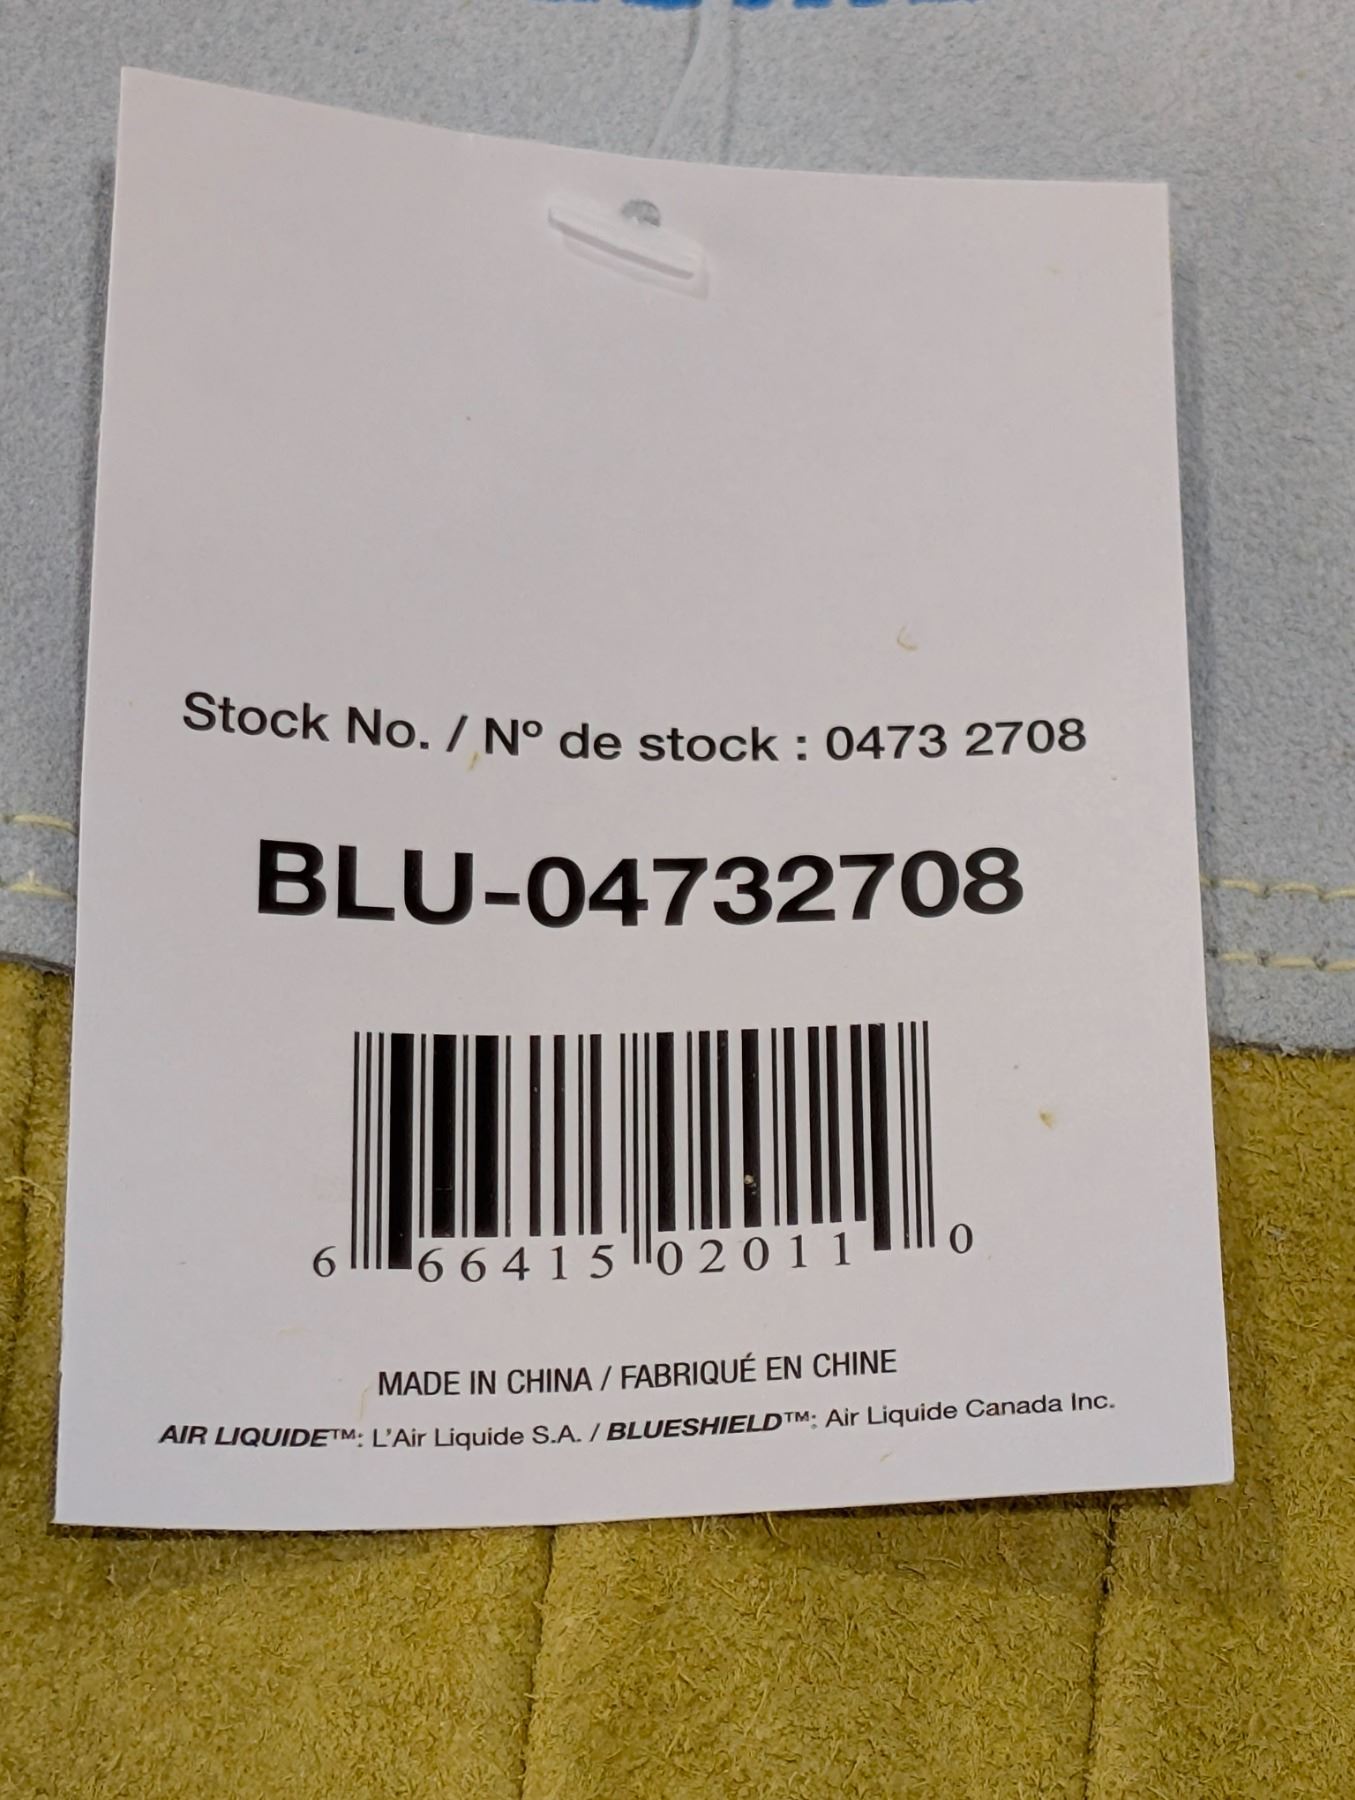 Stock No. / Nº de stock : 0473 2708
BLU-04732708
6 66415 02011 0
MADE IN CHINA / FABRIQUÉ EN CHINE
AIR LIQUIDE™: L'Air Liquide S.A. / BLUESHIELD™: Air Liquide Canada Inc.